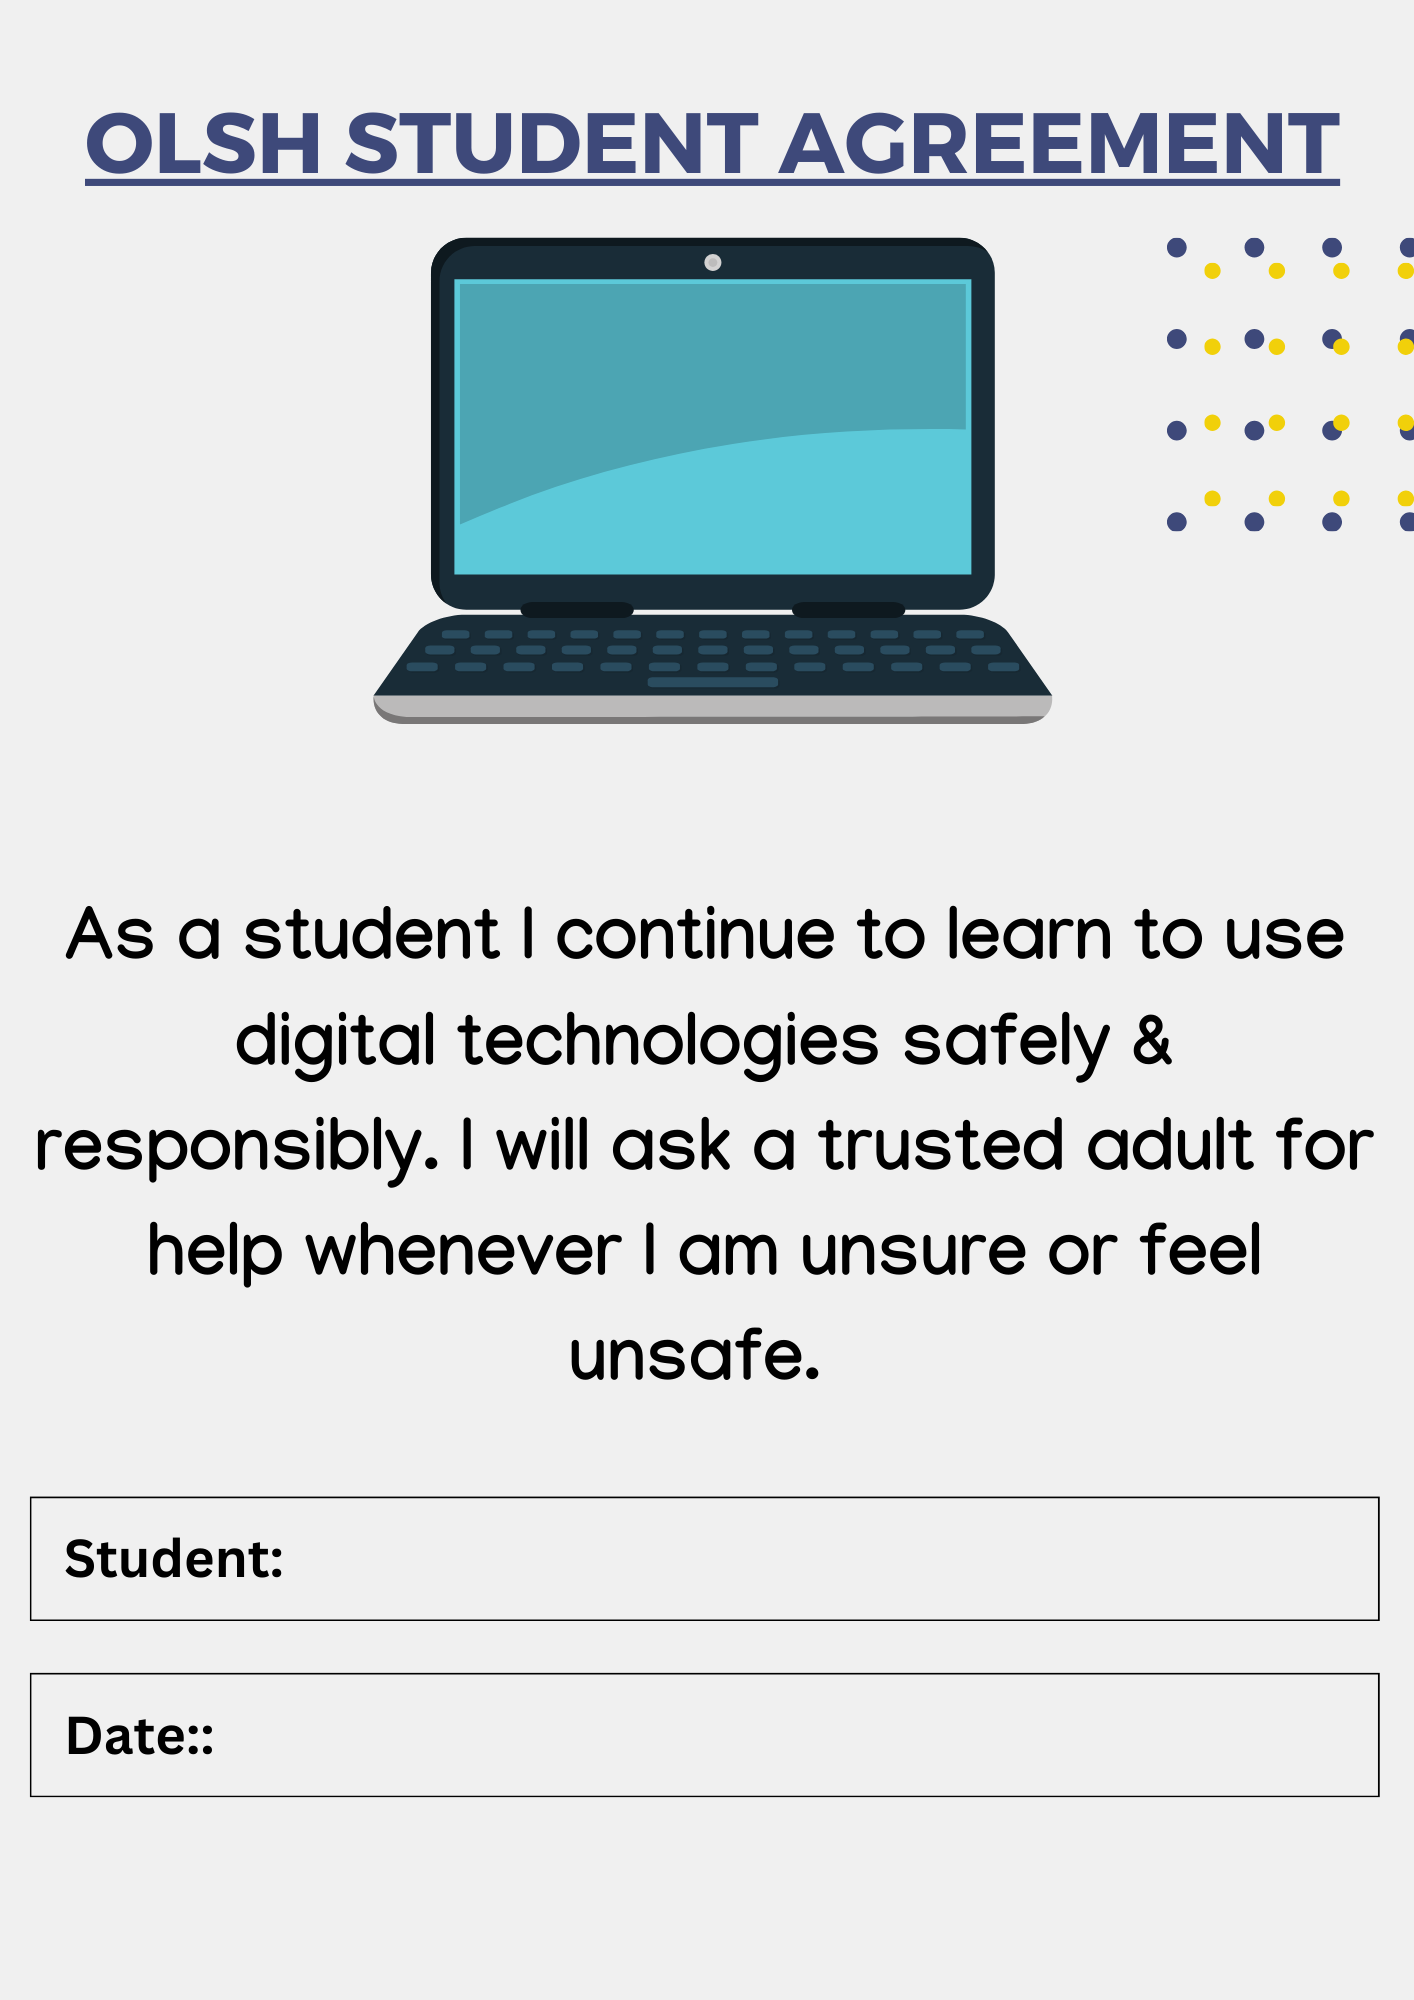 OLSH STUDENT AGREEMENT
As a student I continue to learn to use
digital technologies safely &
responsibly. I will ask a trusted adult for
help whenever I am unsure or feel
unsafe.
Student:
Date::